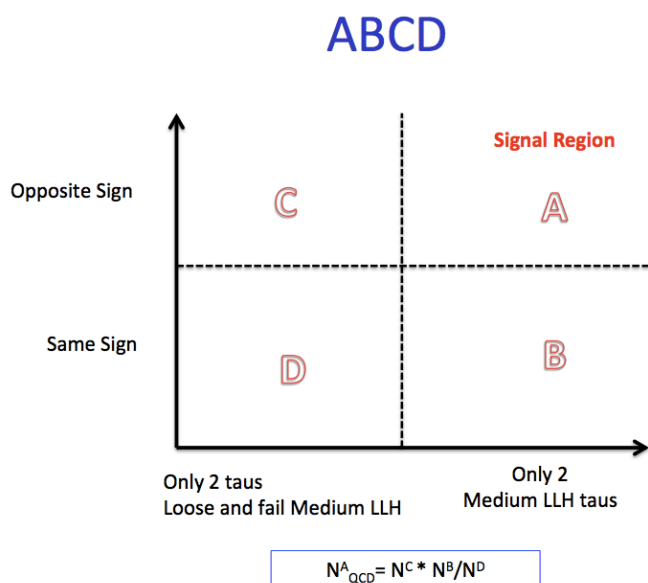 ABCD
Signal Region
Opposite Sign
C
A
Same Sign
D
B
Only 2 taus
Loose and fail Medium LLH
Only 2
Medium LLH taus
N^A_QCD= N^C * N^B/N^D